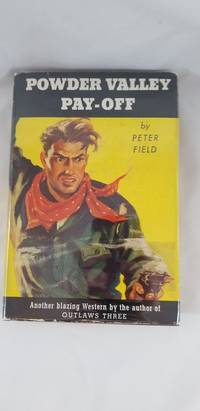 POWDER VALLEY
PAY-OFF
by
PETER
FIELD
Another blazing Western by the author of
OUTLAWS THREE